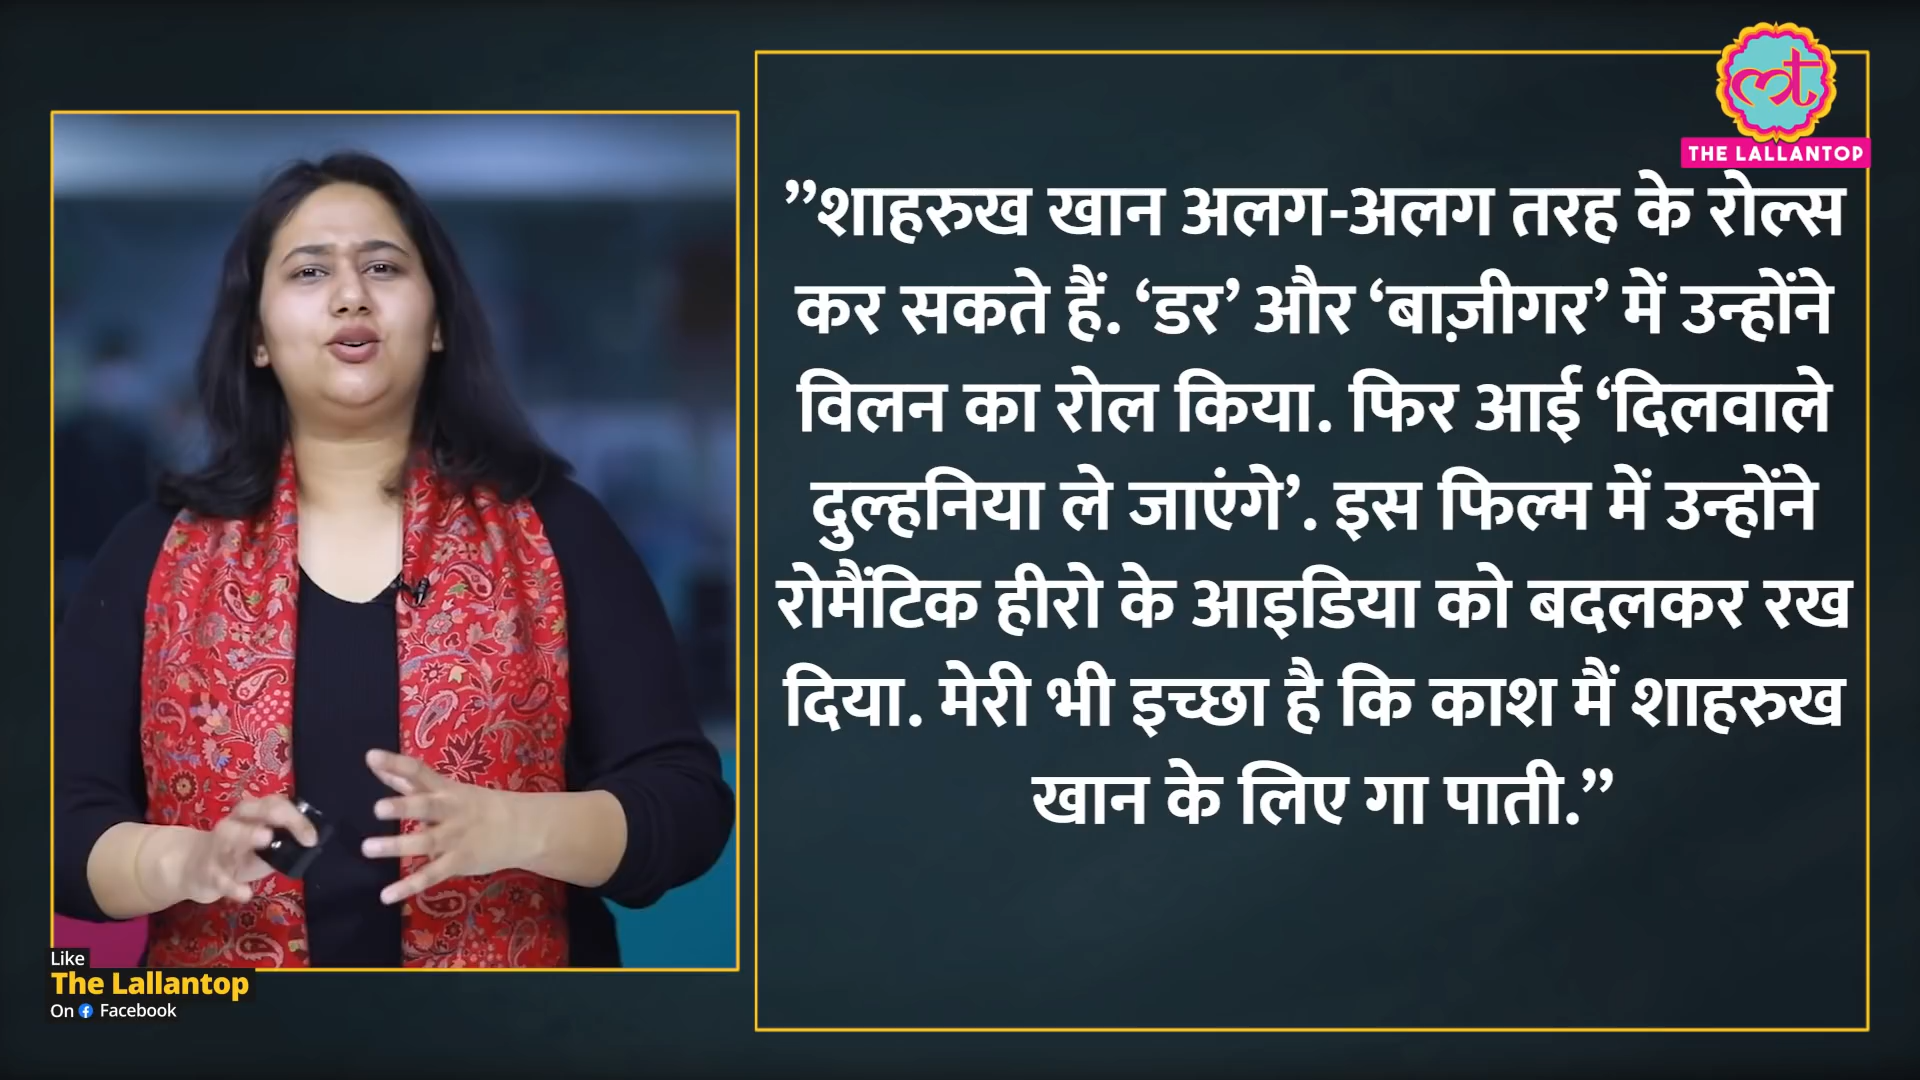 THE LALLANTOP
”शाहरुख खान अलग-अलग तरह के रोल्स
कर सकते हैं. ‘डर’ और ‘बाज़ीगर’ में उन्होंने
विलन का रोल किया. फिर आई ‘दिलवाले
दुल्हनिया ले जाएंगे’. इस फिल्म में उन्होंने
रोमैंटिक हीरो के आइडिया को बदलकर रख
दिया. मेरी भी इच्छा है कि काश मैं शाहरुख
खान के लिए गा पाती.”
Like
The Lallantop
On Facebook